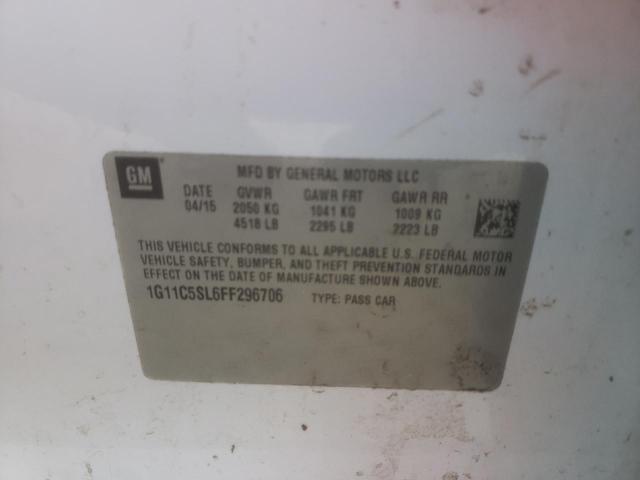 GM
MFD BY GENERAL MOTORS LLC
DATE GVWR GAWR FRT GAWR RR
04/15 2050 KG 1041 KG 1009 KG
4518 LB 2295 LB 2223 LB
THIS VEHICLE CONFORMS TO ALL APPLICABLE U.S. FEDERAL MOTOR
VEHICLE SAFETY, BUMPER, AND THEFT PREVENTION STANDARDS IN
EFFECT ON THE DATE OF MANUFACTURE SHOWN ABOVE.
1G11C5SL6FF296706 TYPE: PASS CAR